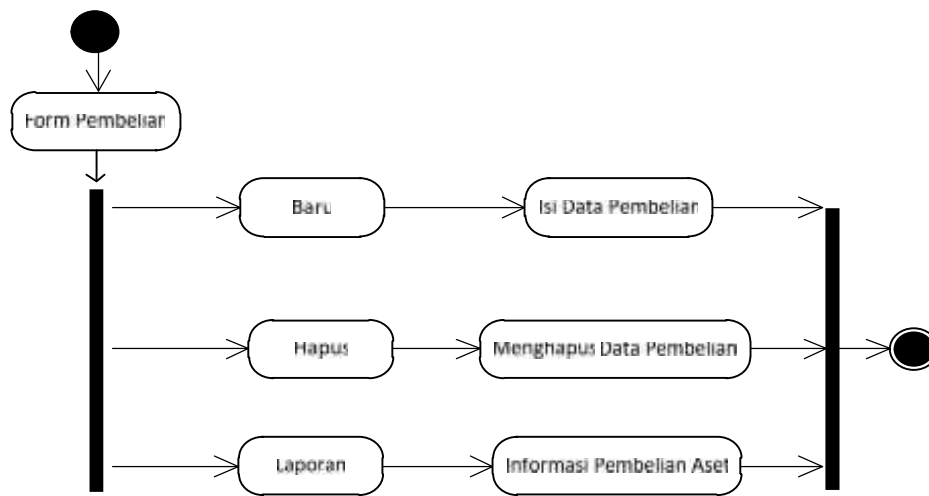 Form Pembelian
Baru
Isi Data Pembelian
Hapus
Menghapus Data Pembelian
Laporan
Informasi Pembelian Aset